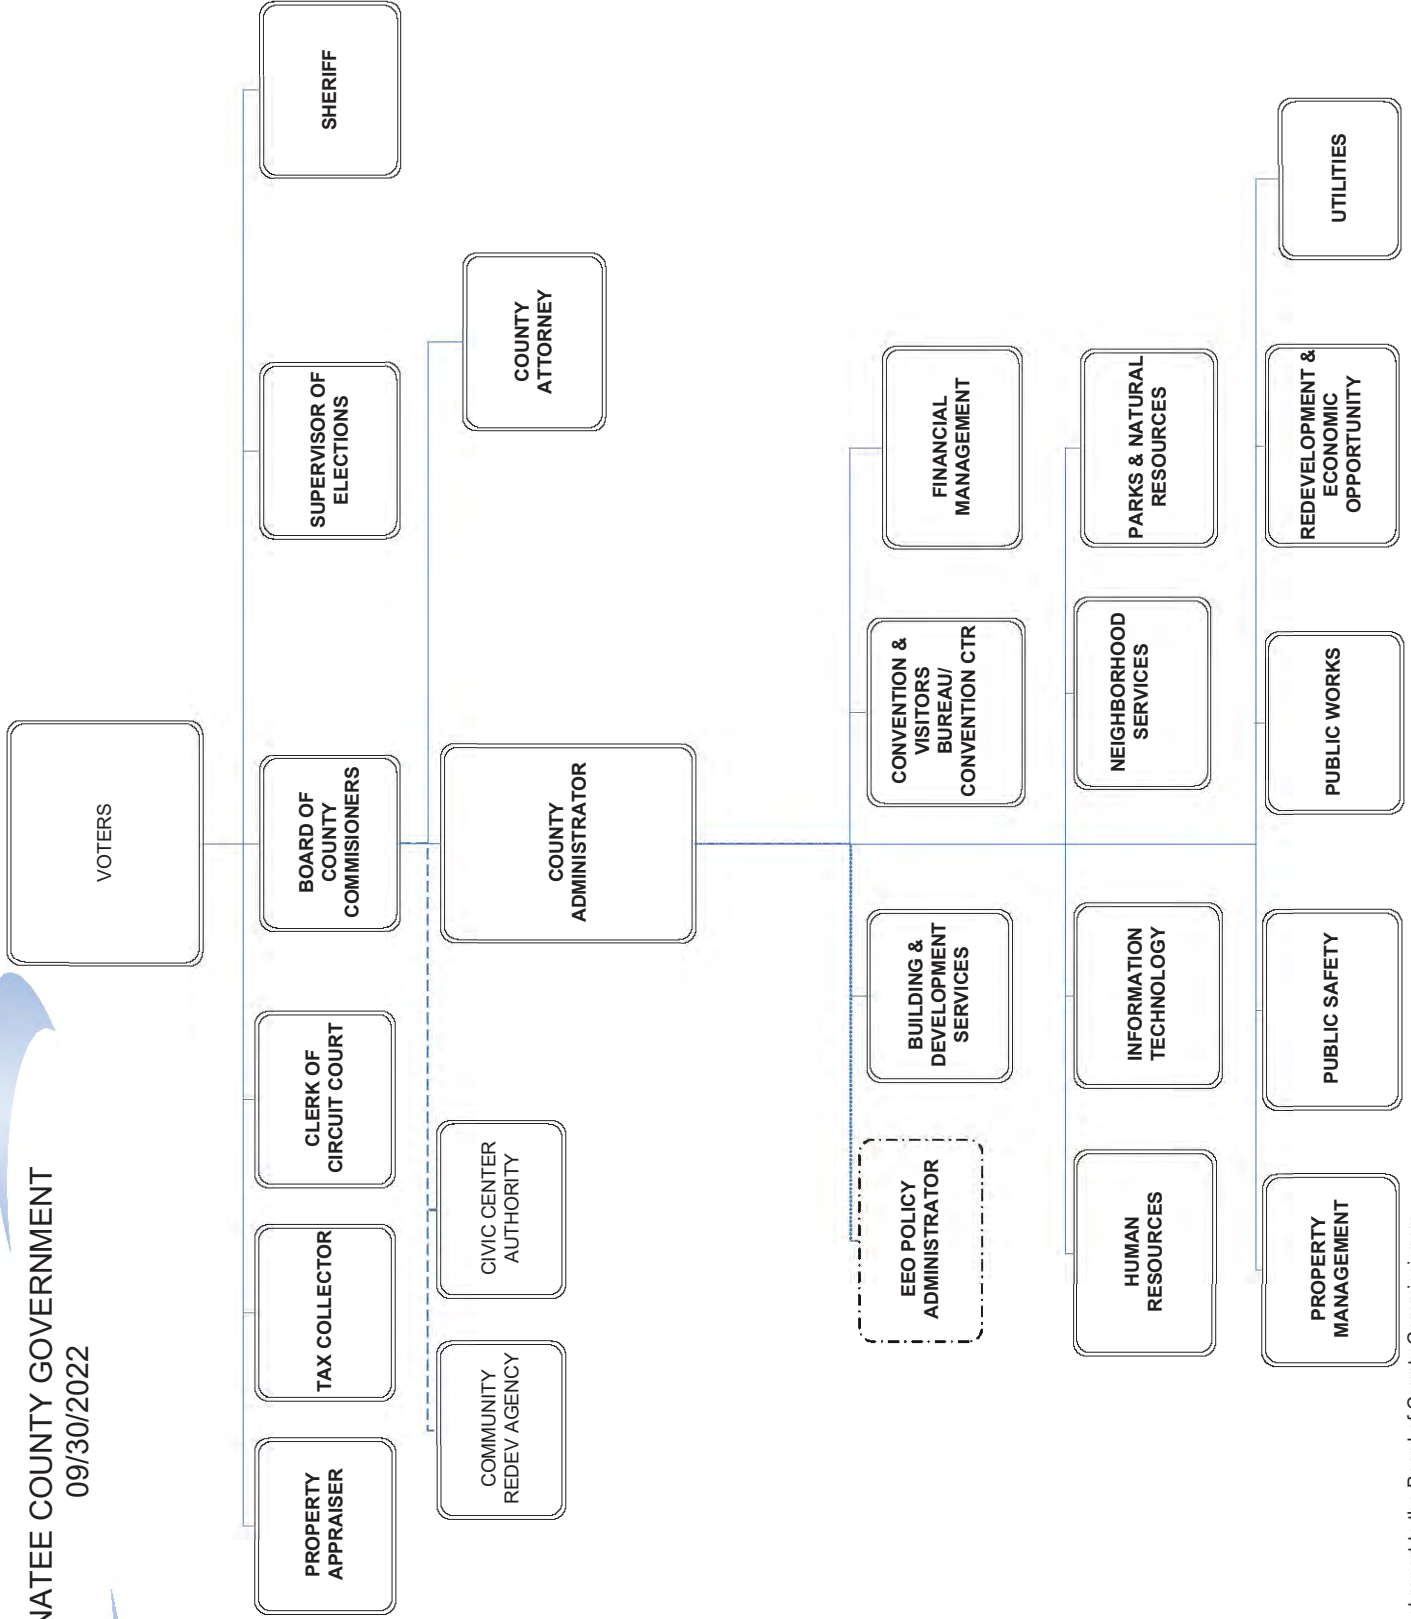 COUNTY GOVERNMENT
09/30/2022
VOTERS
PROPERTY
APPRAISER
TAX COLLECTOR
CLERK OF
CIRCUIT COURT
BOARD OF
COUNTY
COMMISIONERS
SUPERVISOR OF
ELECTIONS
SHERIFF
COMMUNITY
REDEV AGENCY
CIVIC CENTER
AUTHORITY
COUNTY
ADMINISTRATOR
COUNTY
ATTORNEY
EEO POLICY
ADMINISTRATOR
BUILDING &
DEVELOPMENT
SERVICES
CONVENTION &
VISITORS
BUREAU/
CONVENTION CTR
FINANCIAL
MANAGEMENT
HUMAN
RESOURCES
INFORMATION
TECHNOLOGY
NEIGHBORHOOD
SERVICES
PARKS & NATURAL
RESOURCES
PROPERTY
MANAGEMENT
PUBLIC SAFETY
PUBLIC WORKS
REDEVELOPMENT &
ECONOMIC
OPPORTUNITY
UTILITIES